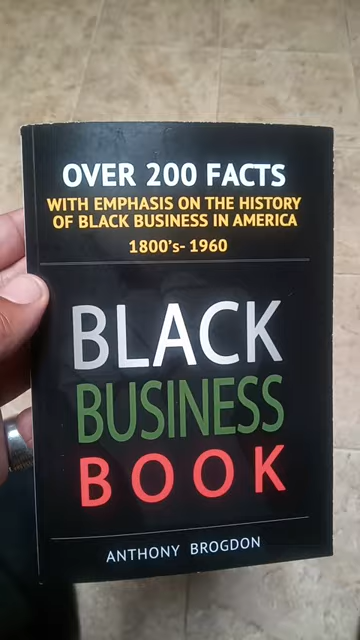 OVER 200 FACTS
WITH EMPHASIS ON THE HISTORY
OF BLACK BUSINESS IN AMERICA
1800's- 1960
BLACK
BUSINESS
BOOK
ANTHONY BROGDON